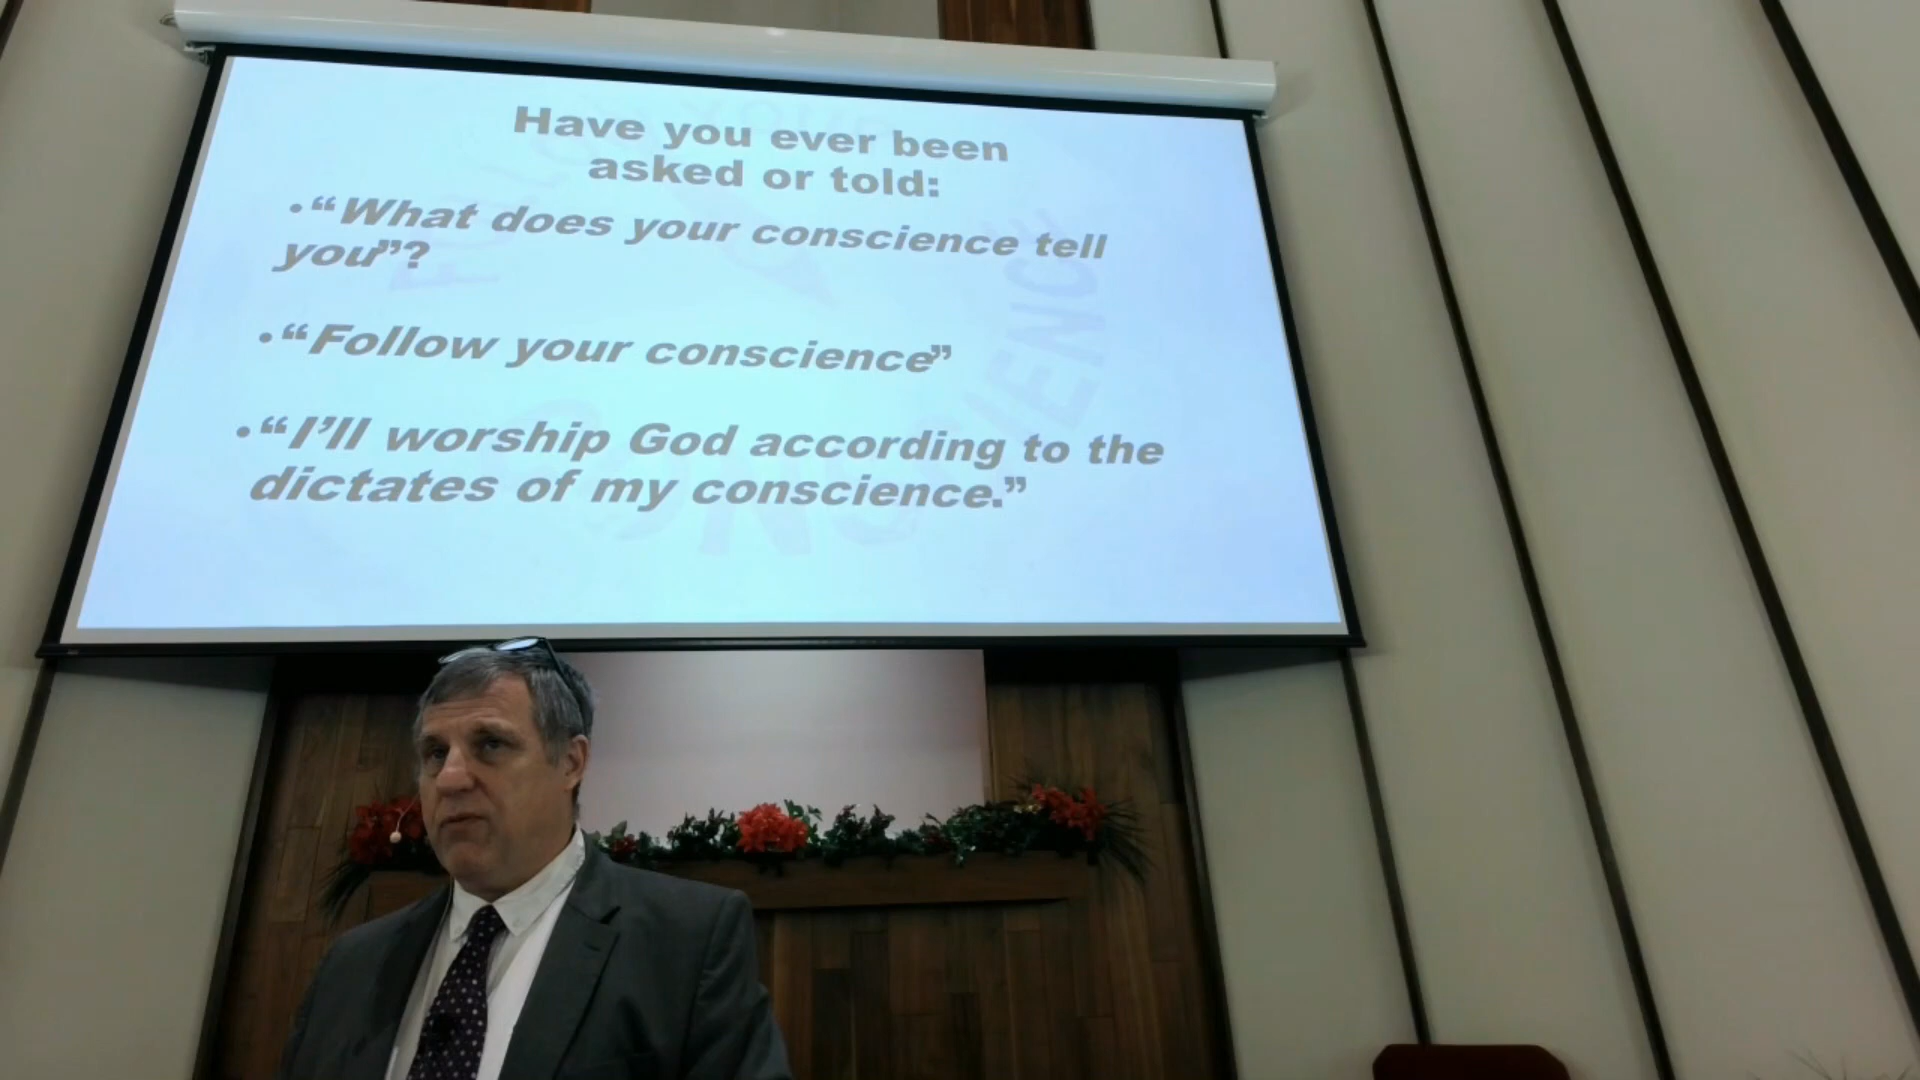 Have you ever been
asked or told:
•“What does your conscience tell
you”?
•“Follow your conscience”
•“I’ll worship God according to the
dictates of my conscience.”